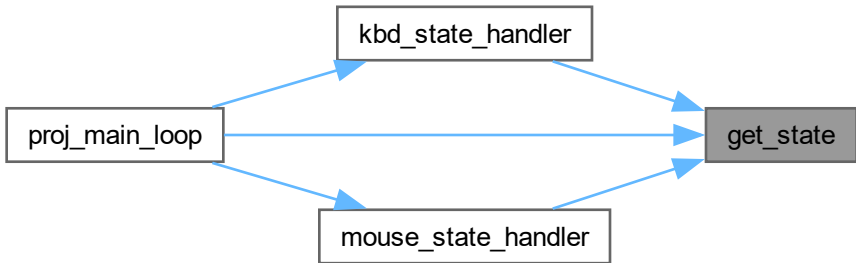 kbd_state_handler
proj_main_loop
get_state
mouse_state_handler